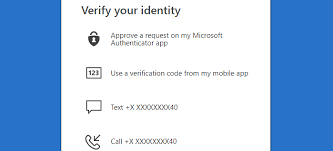 Verify your identity
Approve a request on my Microsoft
Authenticator app
123
Use a verification code from my mobile app
Text +X XXXXXXXX40
Call +X XXXXXXXX40